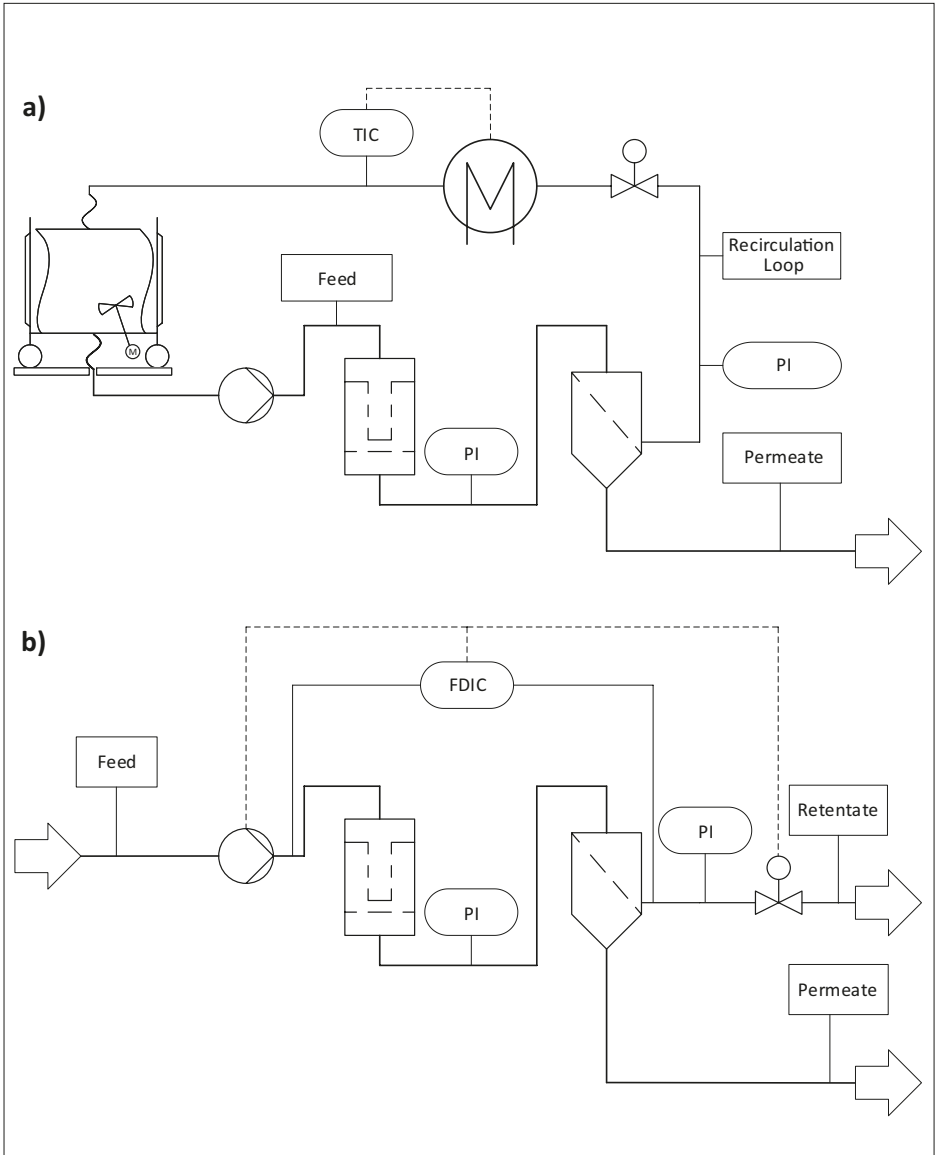 a)
TIC
Recirculation
Loop
Feed
PI
M
PI
Permeate
b)
FDIC
Feed
Retentate
PI
PI
Permeate